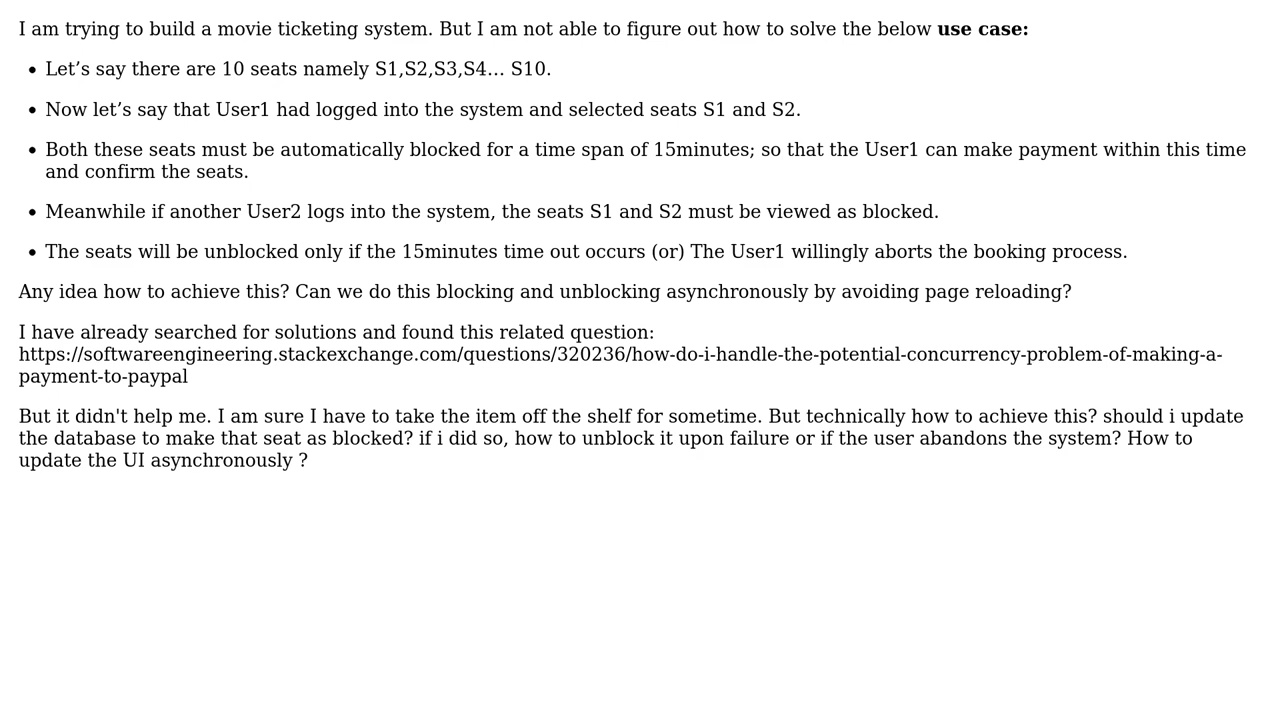 I am trying to build a movie ticketing system. But I am not able to figure out how to solve the below use case:
• Let’s say there are 10 seats namely S1,S2,S3,S4… S10.
• Now let’s say that User1 had logged into the system and selected seats S1 and S2.
• Both these seats must be automatically blocked for a time span of 15minutes; so that the User1 can make payment within this time
and confirm the seats.
• Meanwhile if another User2 logs into the system, the seats S1 and S2 must be viewed as blocked.
• The seats will be unblocked only if the 15minutes time out occurs (or) The User1 willingly aborts the booking process.
Any idea how to achieve this? Can we do this blocking and unblocking asynchronously by avoiding page reloading?
I have already searched for solutions and found this related question:
https://softwareengineering.stackexchange.com/questions/320236/how-do-i-handle-the-potential-concurrency-problem-of-making-a-
payment-to-paypal
But it didn't help me. I am sure I have to take the item off the shelf for sometime. But technically how to achieve this? should i update
the database to make that seat as blocked? if i did so, how to unblock it upon failure or if the user abandons the system? How to
update the UI asynchronously ?